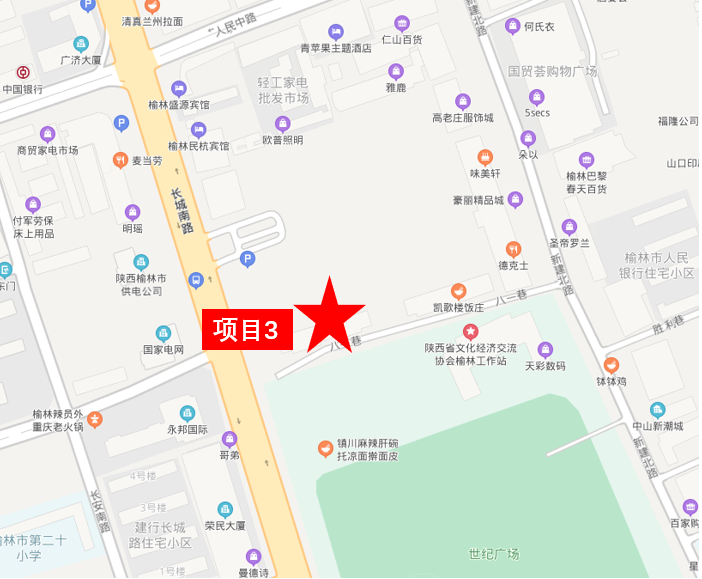 清真兰州拉面
人民中路
新建北路
何氏衣
仁山百货
青苹果主题酒店
广济大厦
国贸荟购物广场
中国银行
雅鹿
轻工家电
批发市场
榆林盛源宾馆
5secs
高老庄服饰城
福隆公司
P
商贸家电市场
榆林民杭宾馆
欧普照明
朵以
麦当劳
味美轩
榆林巴黎
春天百货
山口印
长城南路
豪丽精品城
付军劳保
床上用品
明瑶
圣帝罗兰
德克士
榆林市人民
银行住宅小区
P
东门
陕西榆林市
供电公司
新建北路
凯歌楼饭庄
八一巷
项目3
八一巷
胜利巷
国家电网
陕西省文化经济交流
协会榆林工作站
天彩数码
钵钵鸡
榆林辣员外
重庆老火锅
永邦国际
中山新潮城
哥弟
镇川麻辣肝碗
托凉面擀面皮
新建北路
4号楼
长安南路
3号楼
荣民大厦
百家购
建行长城
路住宅小区
榆林市第二十
小学
世纪广场
1号楼
曼德诗
星